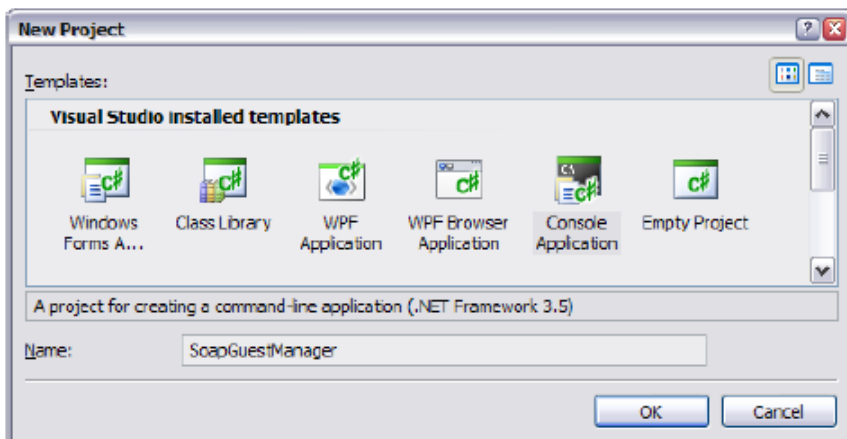 New Project
Templates:
Visual Studio installed templates
Windows Forms A...
Class Library
WPF Application
WPF Browser Application
Console Application
Empty Project
A project for creating a command-line application (.NET Framework 3.5)
Name: SoapGuestManager
OK Cancel